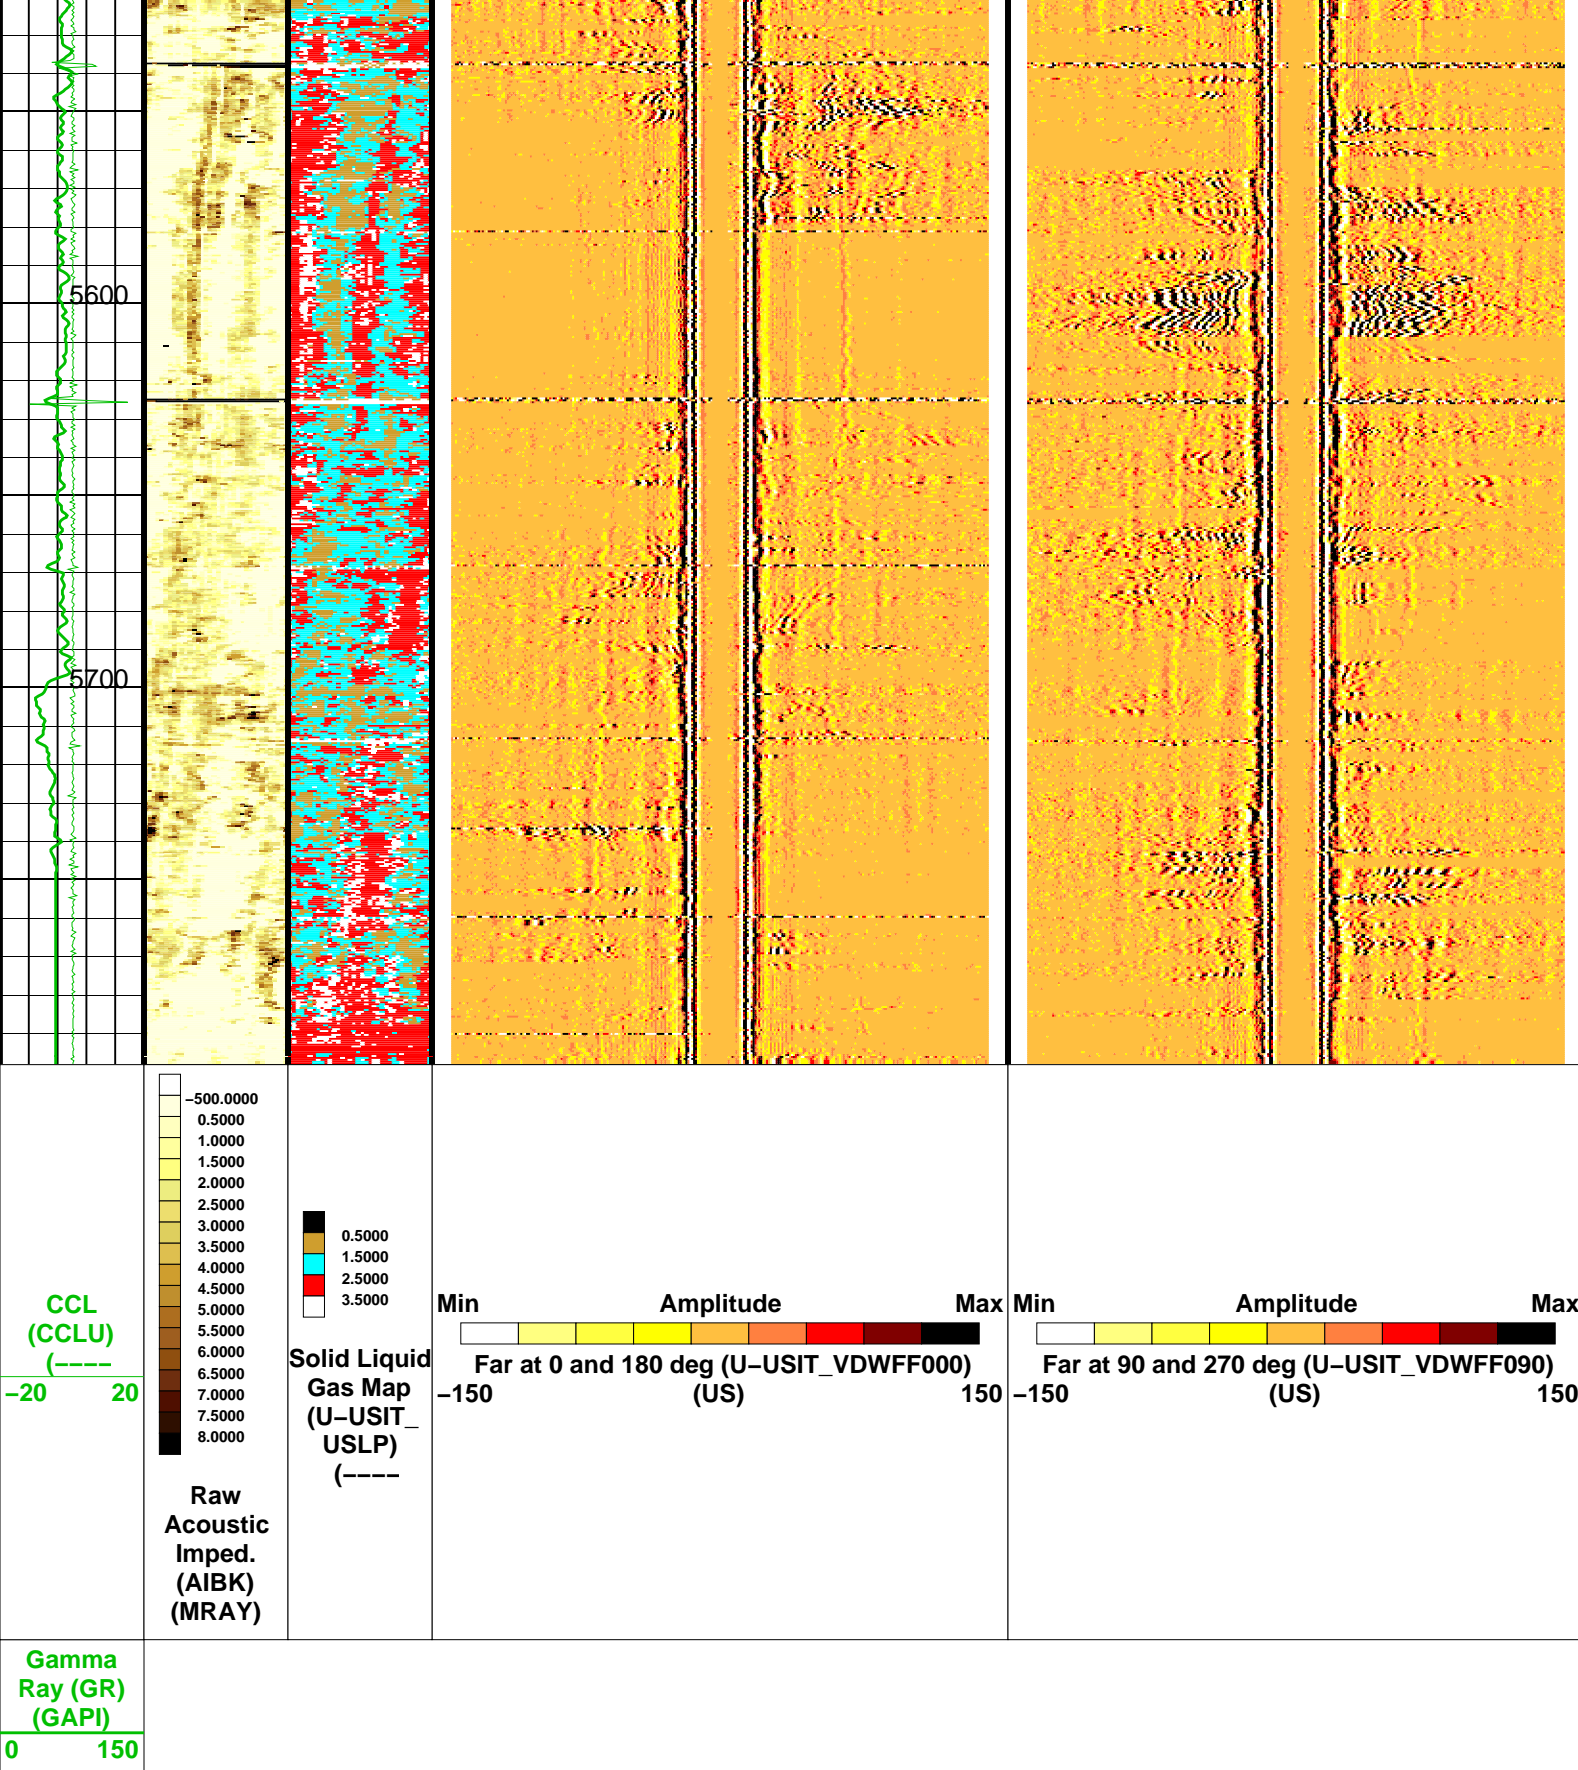 5600
5700
CCL
(CCLU)
(----
-20 20
-500.0000
0.5000
1.0000
1.5000
2.0000
2.5000
3.0000
3.5000
4.0000
4.5000
5.0000
5.5000
6.0000
6.5000
7.0000
7.5000
8.0000
Raw
Acoustic
Imped.
(AIBK)
(MRAY)
0.5000
1.5000
2.5000
3.5000
Solid Liquid
Gas Map
(U-USIT_
USLP)
(----
Min Amplitude Max
Far at 0 and 180 deg (U-USIT_VDWFF000)
-150 (US) 150
Min Amplitude Max
Far at 90 and 270 deg (U-USIT_VDWFF090)
-150 (US) 150
Gamma
Ray (GR)
(GAPI)
0 150